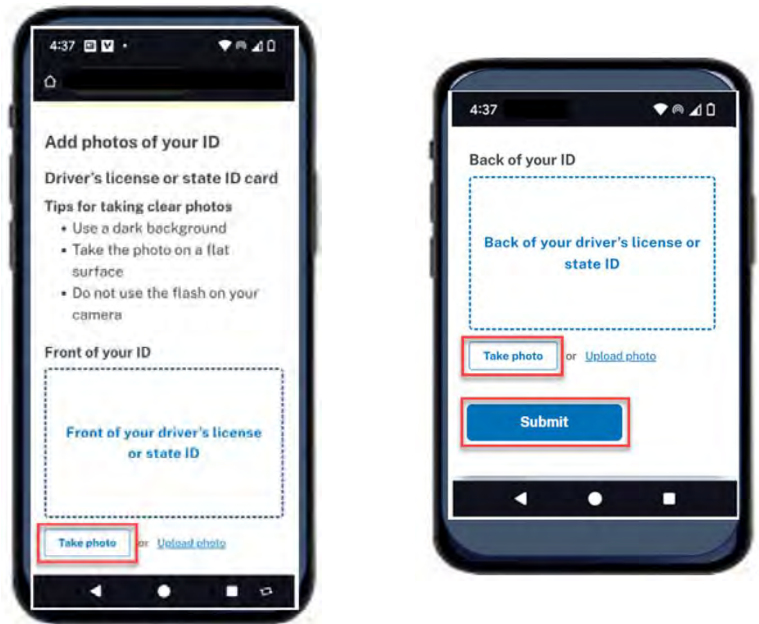 4:37
Add photos of your ID
Driver's license or state ID card
Tips for taking clear photos
• Use a dark background
• Take the photo on a flat
surface
• Do not use the flash on your
camera
Front of your ID
Front of your driver's license
or state ID
Take photo or Upload photo
4:37
Back of your ID
Back of your driver's license or
state ID
Take photo or Upload photo
Submit